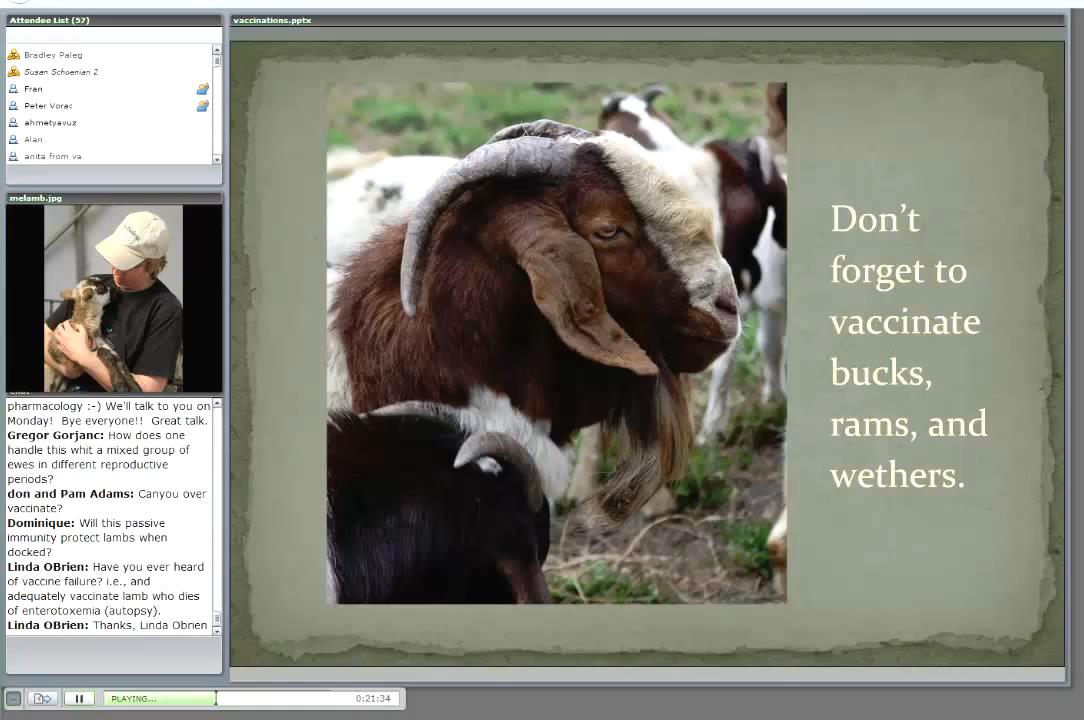 Attendee List (57)
Bradley Paleg
Susan Schoenian 2
Fran
Peter Vorac
ahmetyavuz
Alan
anita from va
melamb.jpg
pharmacology :-) We'll talk to you on
Monday! Bye everyone!! Great talk.
Gregor Gorjanc: How does one
handle this whit a mixed group of
ewes in different reproductive
periods?
don and Pam Adams: Canyou over
vaccinate?
Dominique: Will this passive
immunity protect lambs when
docked?
Linda OBrien: Have you ever heard
of vaccine failure? i.e., and
adequately vaccinate lamb who dies
of enterotoxemia (autopsy).
Linda OBrien: Thanks, Linda Obrien
vaccinations.pptx
Don't
forget to
vaccinate
bucks,
rams, and
wethers.
PLAYING...
0:21:34